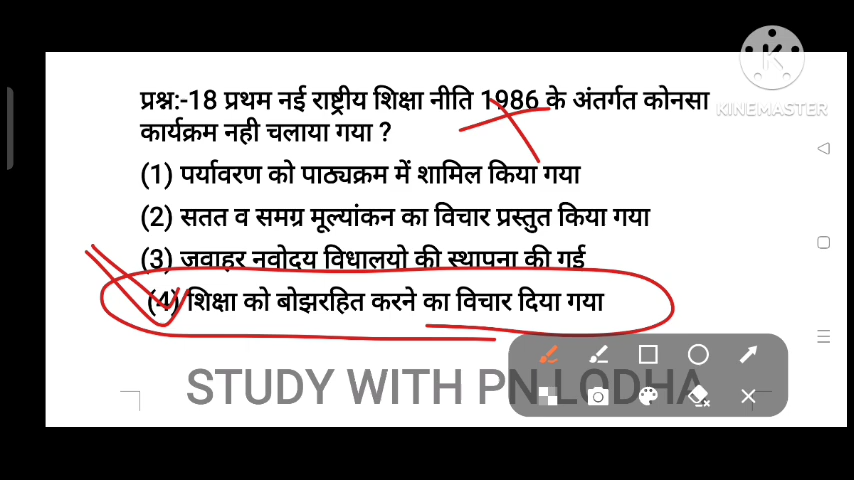 KINEMASTER
प्रश्न:-18 प्रथम नई राष्ट्रीय शिक्षा नीति 1986 के अंतर्गत कोनसा
कार्यक्रम नही चलाया गया ?
(1) पर्यावरण को पाठ्यक्रम में शामिल किया गया
(2) सतत व समग्र मूल्यांकन का विचार प्रस्तुत किया गया
(3) जवाहर नवोदय विधालयो की स्थापना की गई
(4) शिक्षा को बोझरहित करने का विचार दिया गया
STUDY WITH PN LODHA